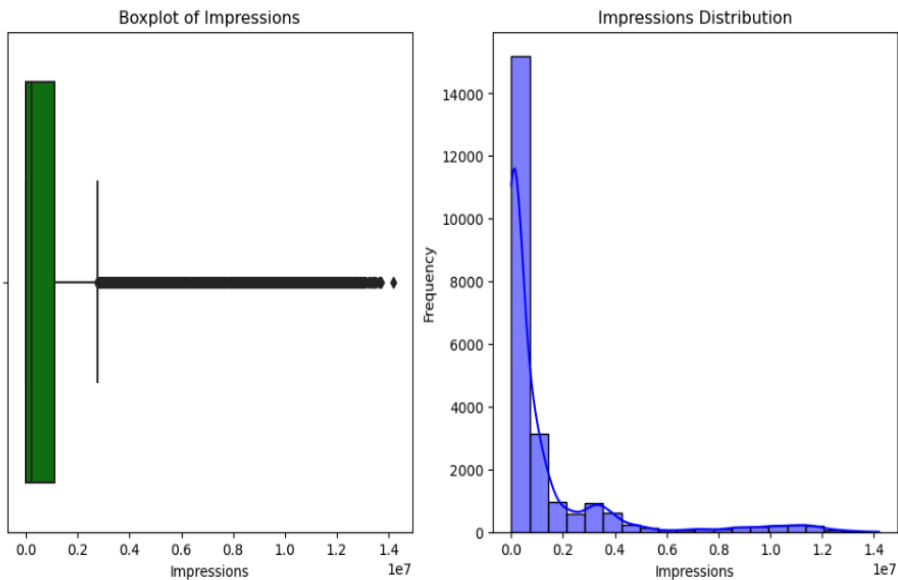 Boxplot of Impressions
0.0 0.2 0.4 0.6 0.8 1.0 1.2 1.4
1e7
Impressions
Impressions Distribution
Frequency
14000
12000
10000
8000
6000
4000
2000
0
0.0 0.2 0.4 0.6 0.8 1.0 1.2 1.4
1e7
Impressions